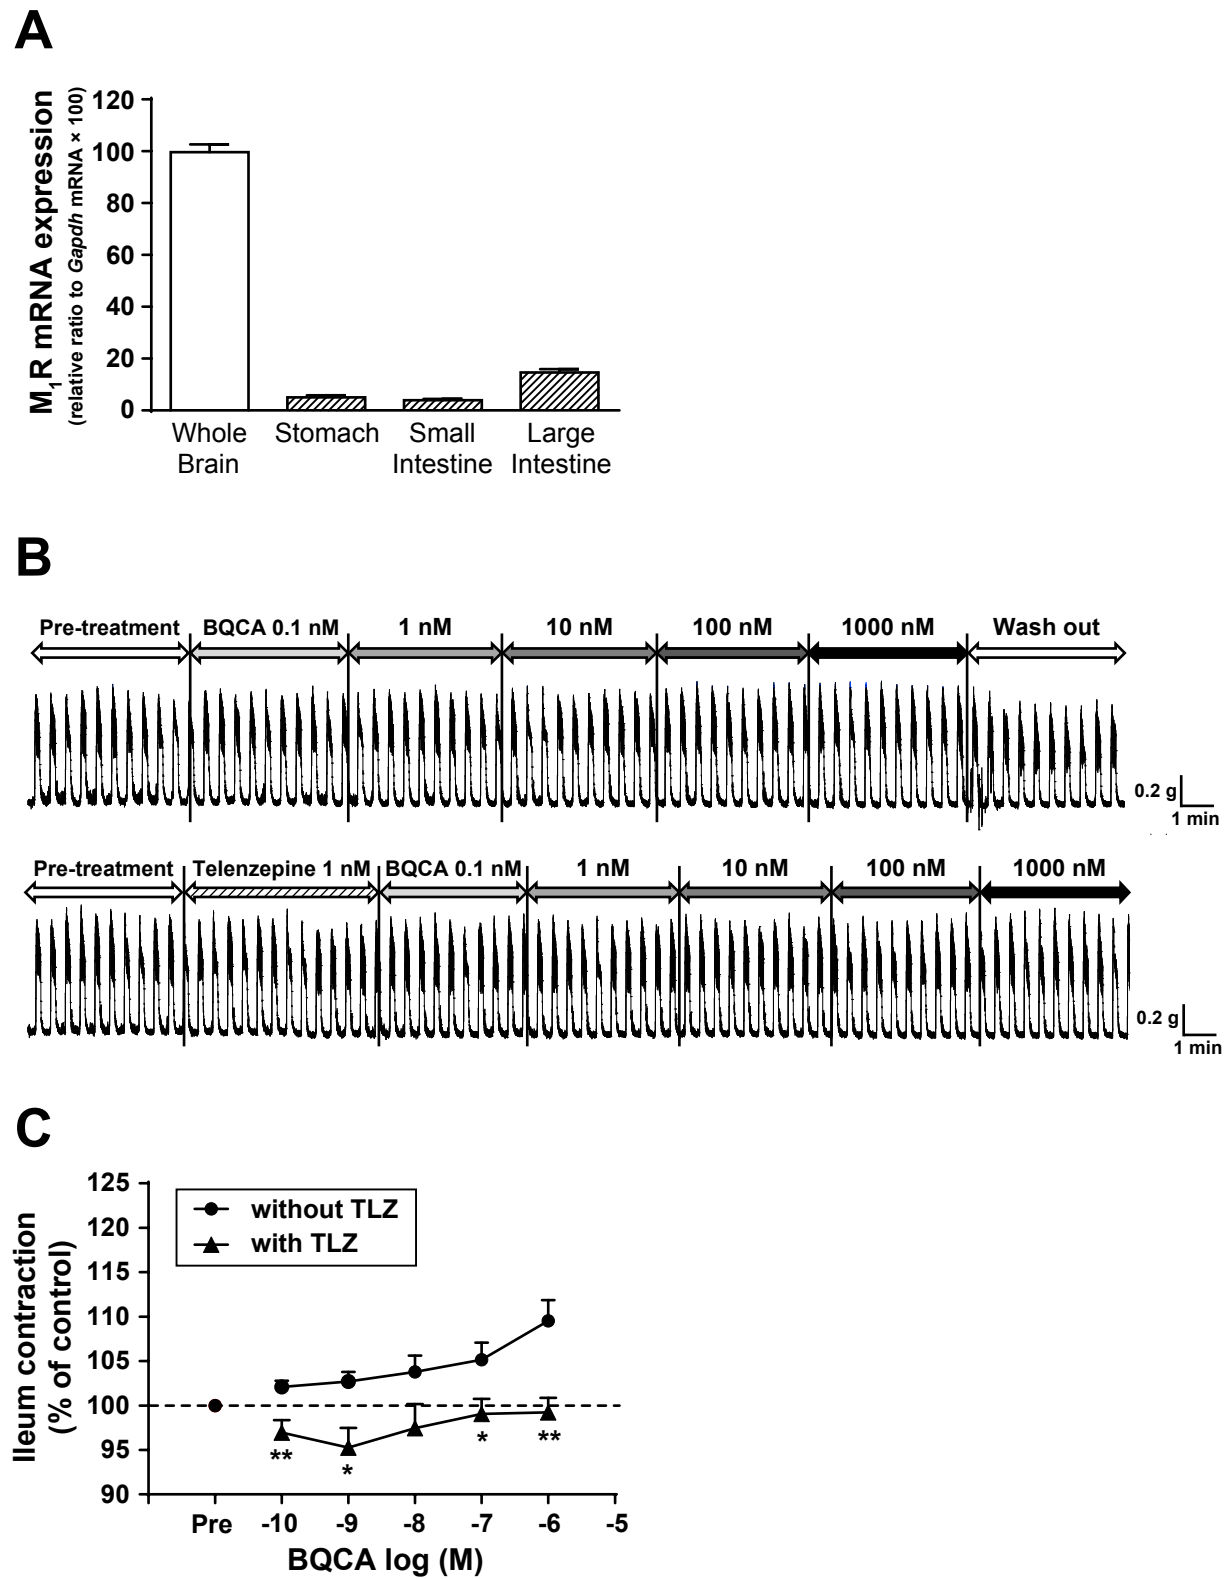 A
M1R mRNA expression
(relative ratio to Gapdh mRNA × 100)
120
100
80
60
40
20
0
Whole Brain
Stomach
Small Intestine
Large Intestine
B
Pre-treatment BQCA 0.1 nM 1 nM 10 nM 100 nM 1000 nM Wash out
0.2 g
1 min
Pre-treatment Telenzepine 1 nM BQCA 0.1 nM 1 nM 10 nM 100 nM 1000 nM
0.2 g
1 min
C
Ileum contraction
(% of control)
125
120
115
110
105
100
95
90
without TLZ
with TLZ
** * * **
Pre -10 -9 -8 -7 -6 -5
BQCA log (M)